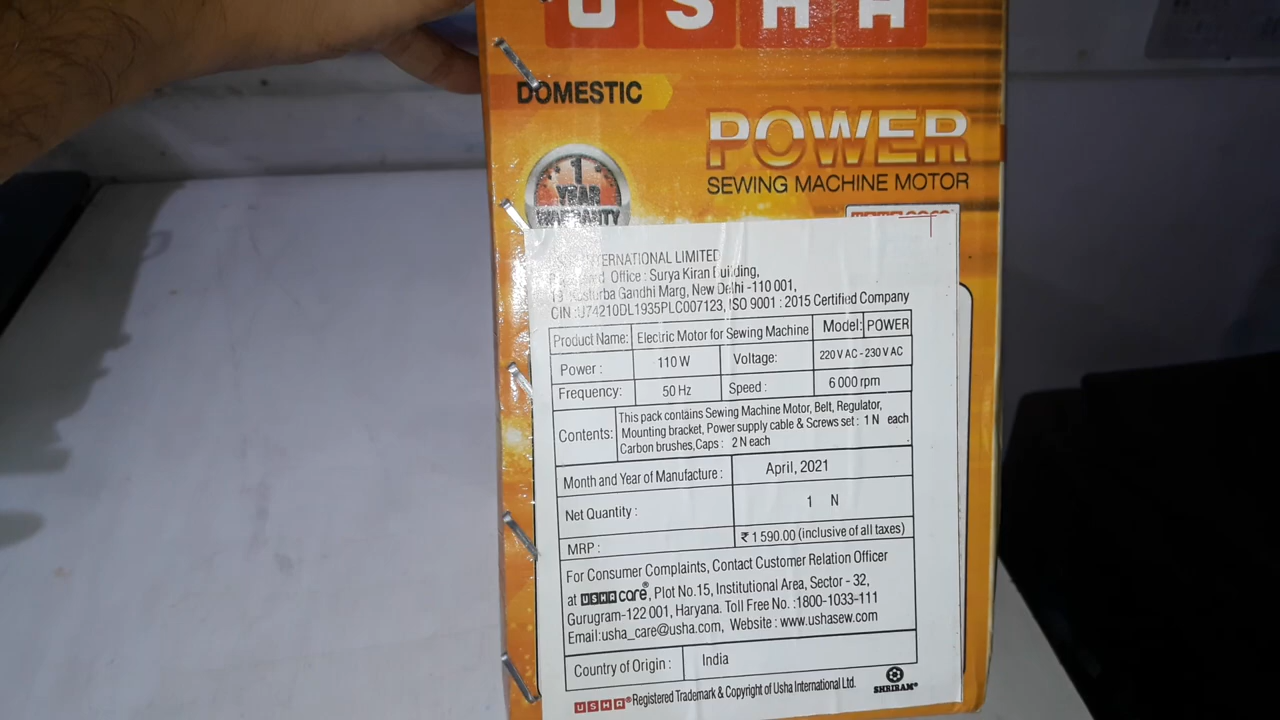 USHA
DOMESTIC
POWER
SEWING MACHINE MOTOR
1
YEAR
WARRANTY
INTERNATIONAL LIMITED
Office : Surya Kiran Building,
19, Kasturba Gandhi Marg, New Delhi -110 001,
CIN :U74210DL1935PLC007123, ISO 9001 : 2015 Certified Company
Product Name: Electric Motor for Sewing Machine Model: POWER
Power : 110 W Voltage: 220 V AC - 230 V AC
Frequency: 50 Hz Speed : 6 000 rpm
Contents: This pack contains Sewing Machine Motor, Belt, Regulator,
Mounting bracket, Power supply cable & Screws set : 1 N each
Carbon brushes, Caps : 2 N each
Month and Year of Manufacture : April, 2021
Net Quantity : 1 N
MRP : ₹ 1 590.00 (inclusive of all taxes)
For Consumer Complaints, Contact Customer Relation Officer
at USHA care®, Plot No.15, Institutional Area, Sector - 32,
Gurugram-122 001, Haryana. Toll Free No. :1800-1033-111
Email:usha_care@usha.com, Website : www.ushasew.com
Country of Origin : India
USHA® Registered Trademark & Copyright of Usha International Ltd.
SHRIRAM®